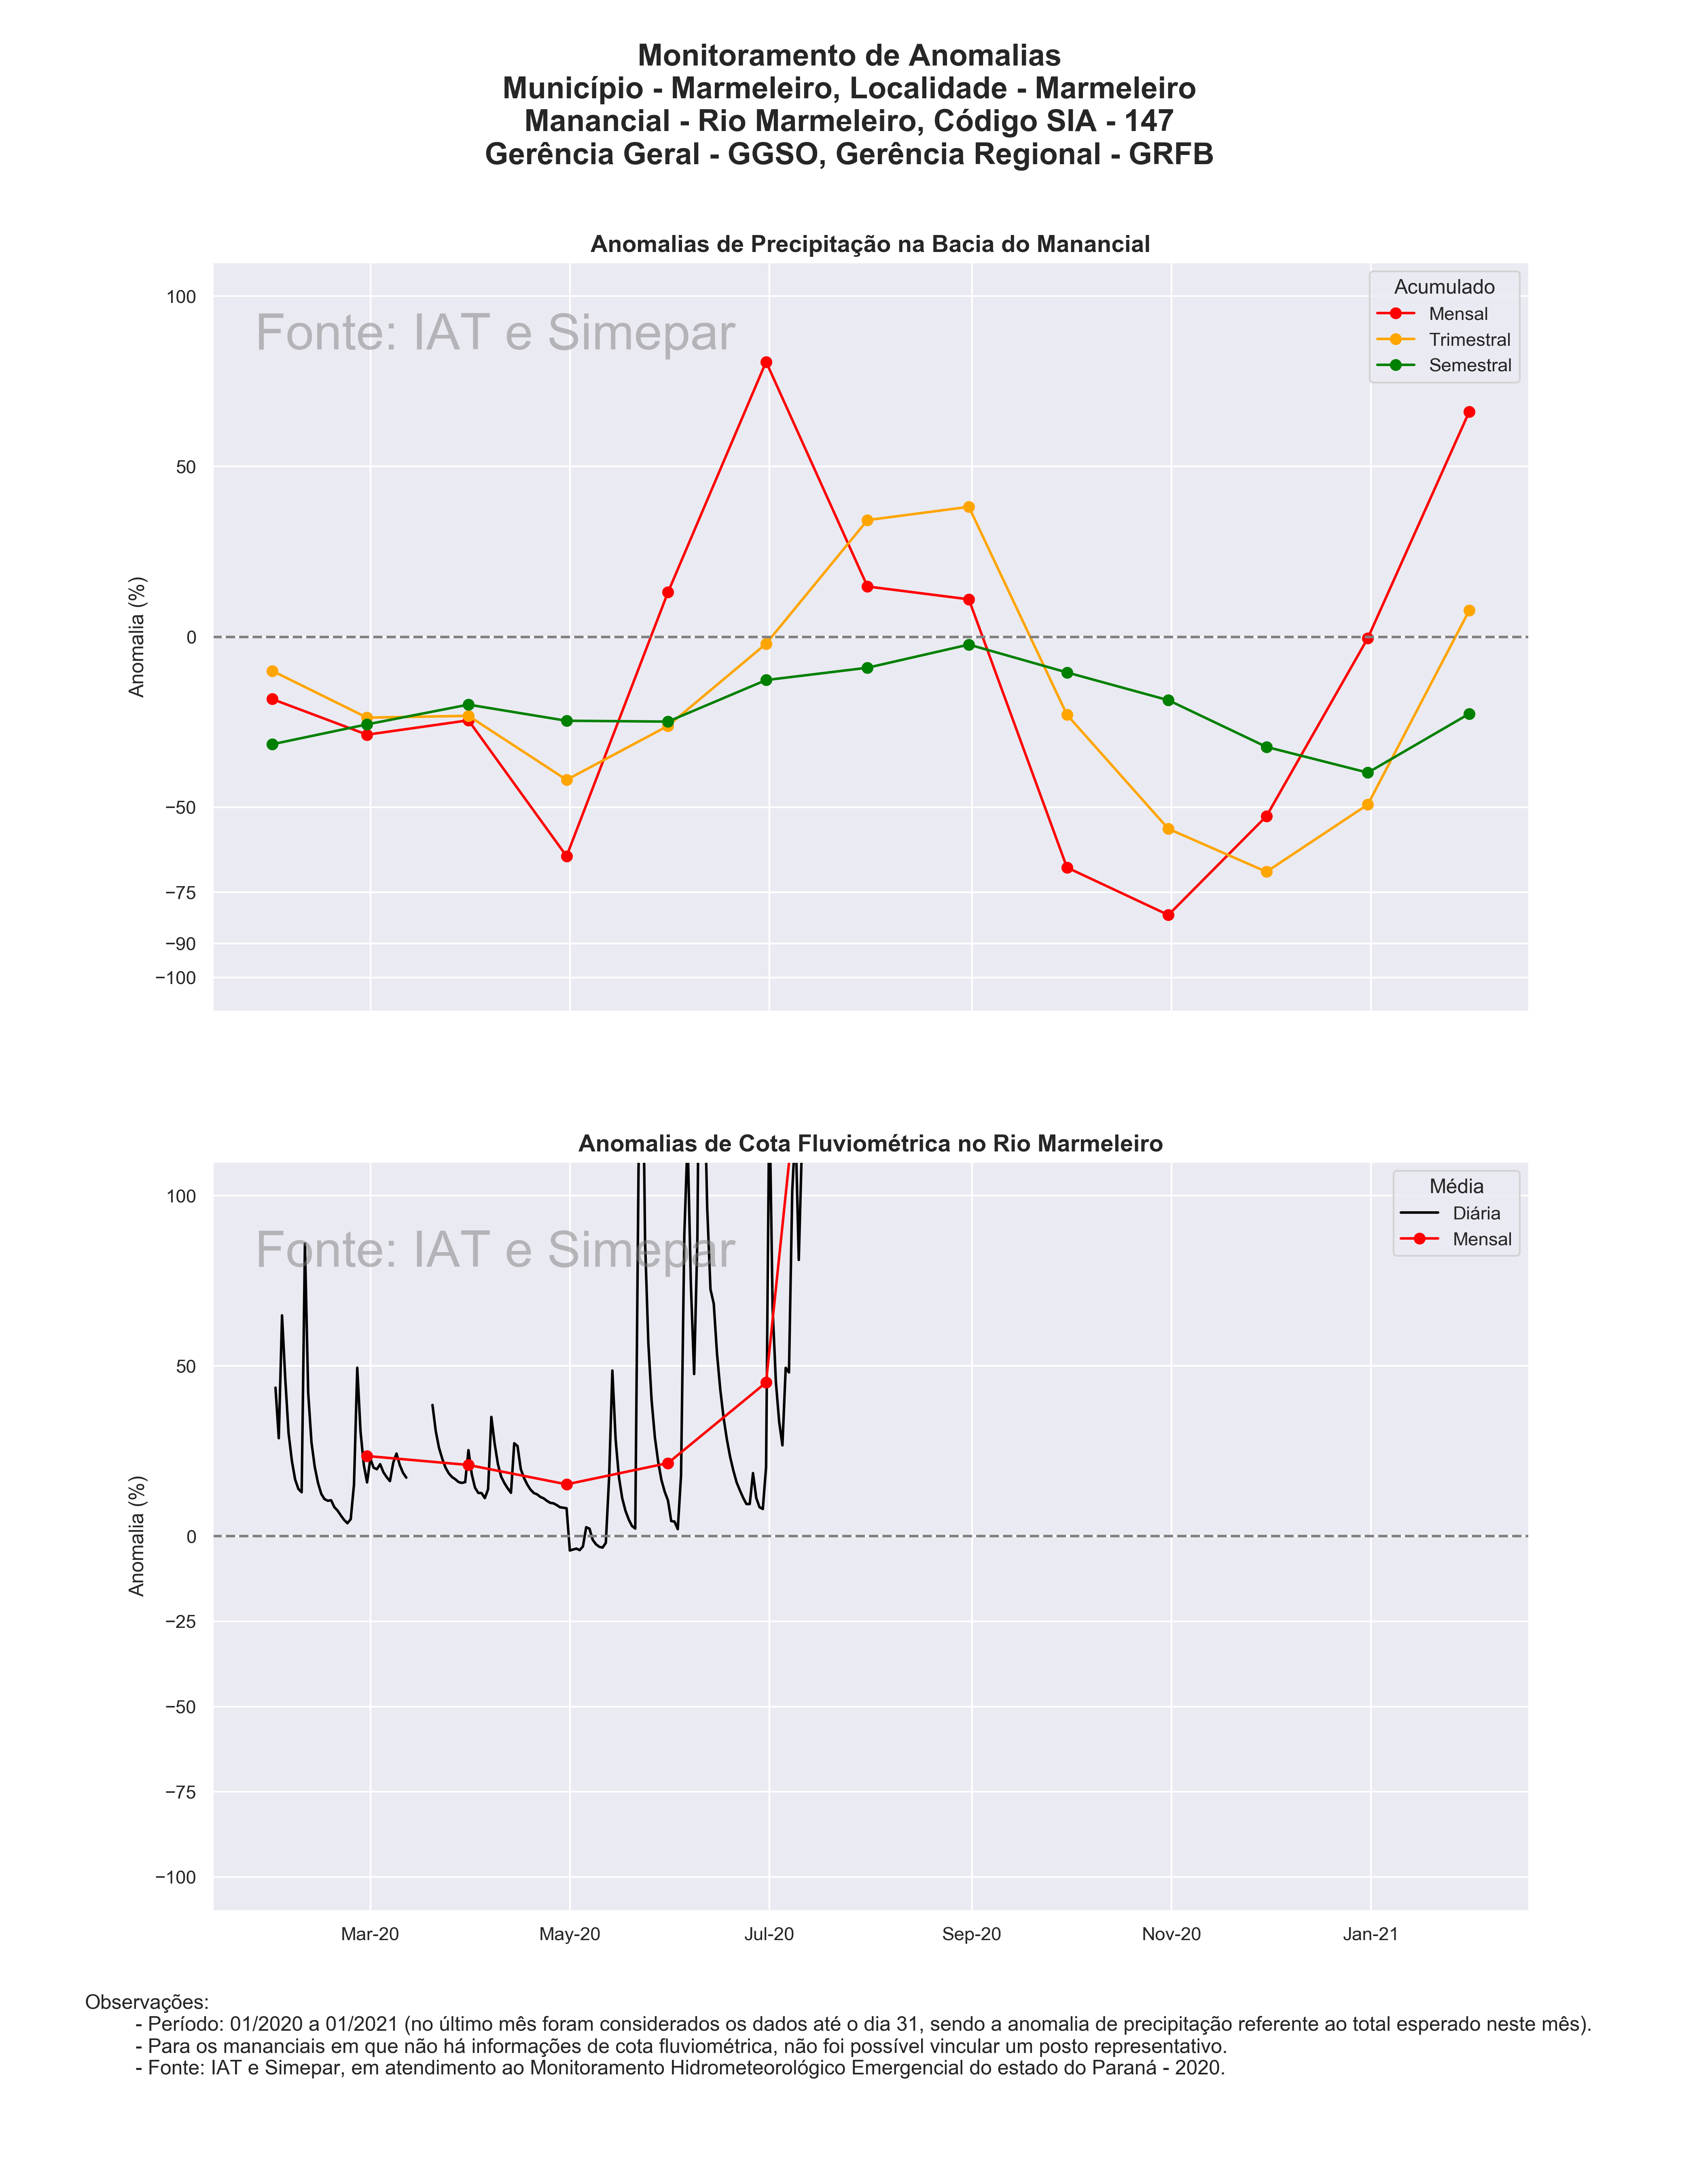 Monitoramento de Anomalias
Município - Marmeleiro, Localidade - Marmeleiro
Manancial - Rio Marmeleiro, Código SIA - 147
Gerência Geral - GGSO, Gerência Regional - GRFB
Anomalias de Precipitação na Bacia do Manancial
Fonte: IAT e Simepar
Acumulado
Mensal
Trimestral
Semestral
Anomalia (%)
100
50
0
−50
−75
−90
−100
Anomalias de Cota Fluviométrica no Rio Marmeleiro
Fonte: IAT e Simepar
Média
Diária
Mensal
Anomalia (%)
100
50
0
−25
−50
−75
−100
Mar-20 May-20 Jul-20 Sep-20 Nov-20 Jan-21
Observações:
- Período: 01/2020 a 01/2021 (no último mês foram considerados os dados até o dia 31, sendo a anomalia de precipitação referente ao total esperado neste mês).
- Para os mananciais em que não há informações de cota fluviométrica, não foi possível vincular um posto representativo.
- Fonte: IAT e Simepar, em atendimento ao Monitoramento Hidrometeorológico Emergencial do estado do Paraná - 2020.